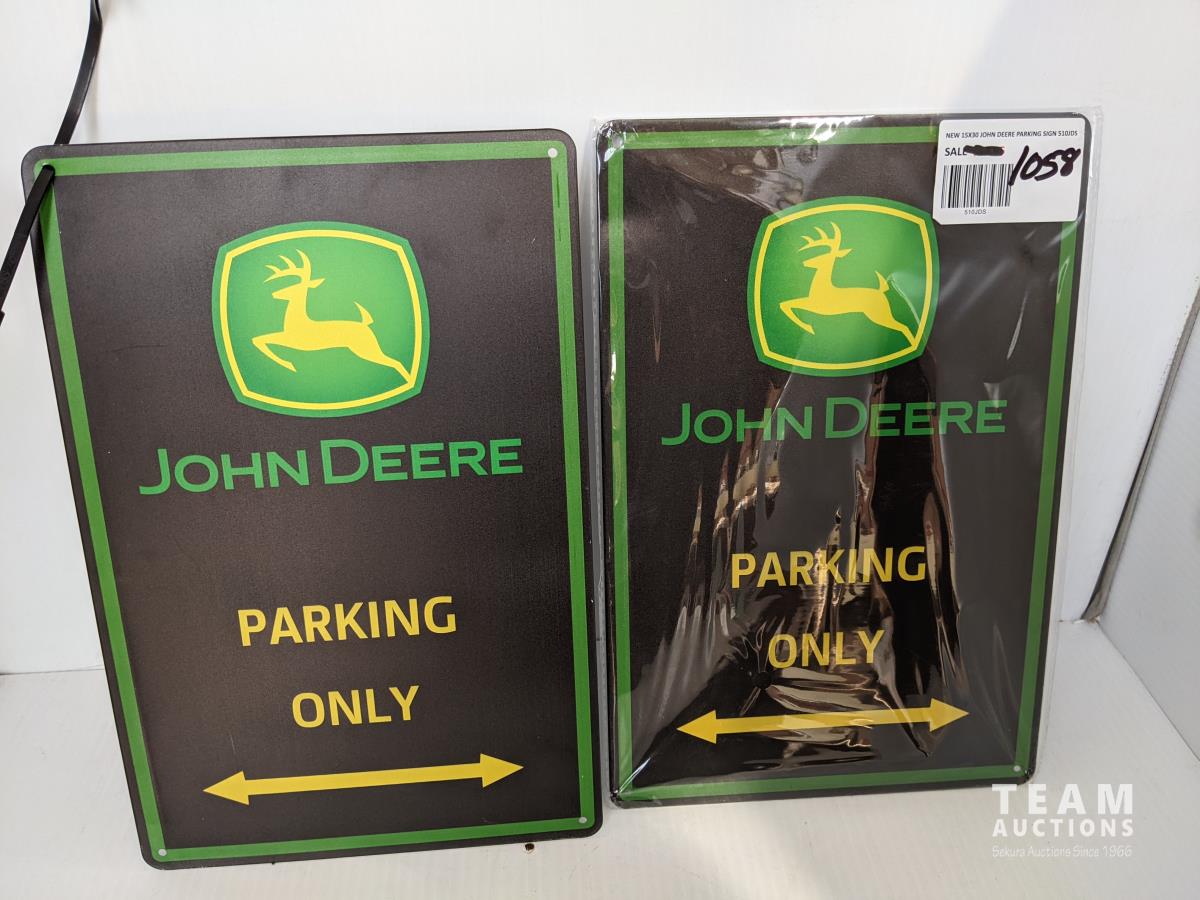 JOHN DEERE
PARKING
ONLY
NEW 15X30 JOHN DEERE PARKING SIGN 510JDS
SALE
1058
510JDS
JOHN DEERE
PARKING
ONLY
TEAM
AUCTIONS
Sekura Auctions Since 1966